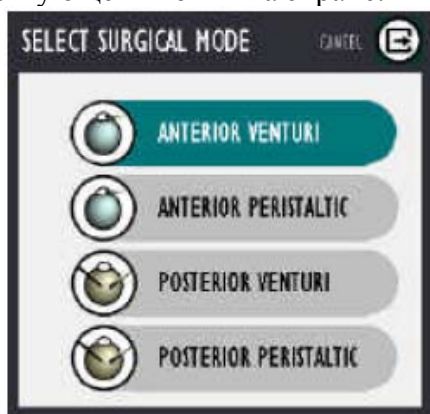 SELECT SURGICAL MODE CANCEL
ANTERIOR VENTURI
ANTERIOR PERISTALTIC
POSTERIOR VENTURI
POSTERIOR PERISTALTIC